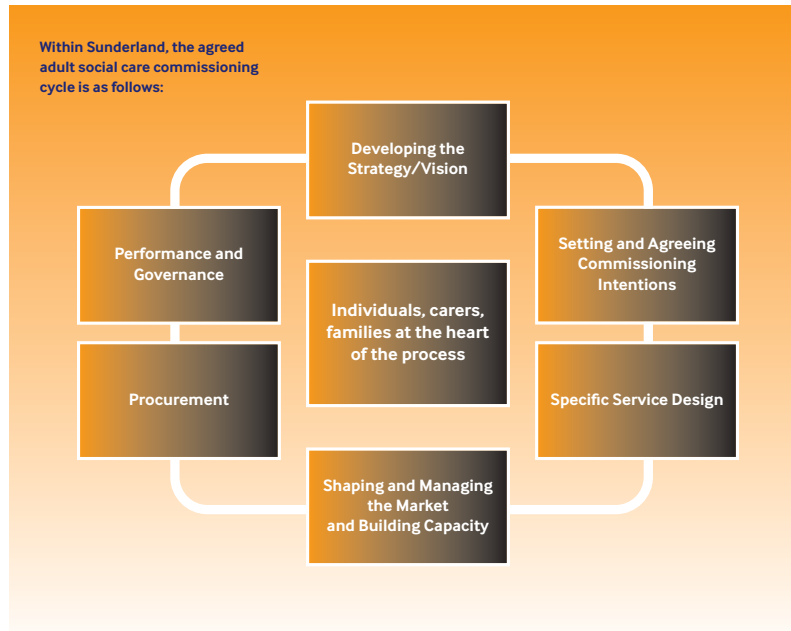 Within Sunderland, the agreed
adult social care commissioning
cycle is as follows:
Developing the
Strategy/Vision
Performance and
Governance
Setting and Agreeing
Commissioning
Intentions
Individuals, carers,
families at the heart
of the process
Procurement
Specific Service Design
Shaping and Managing
the Market
and Building Capacity